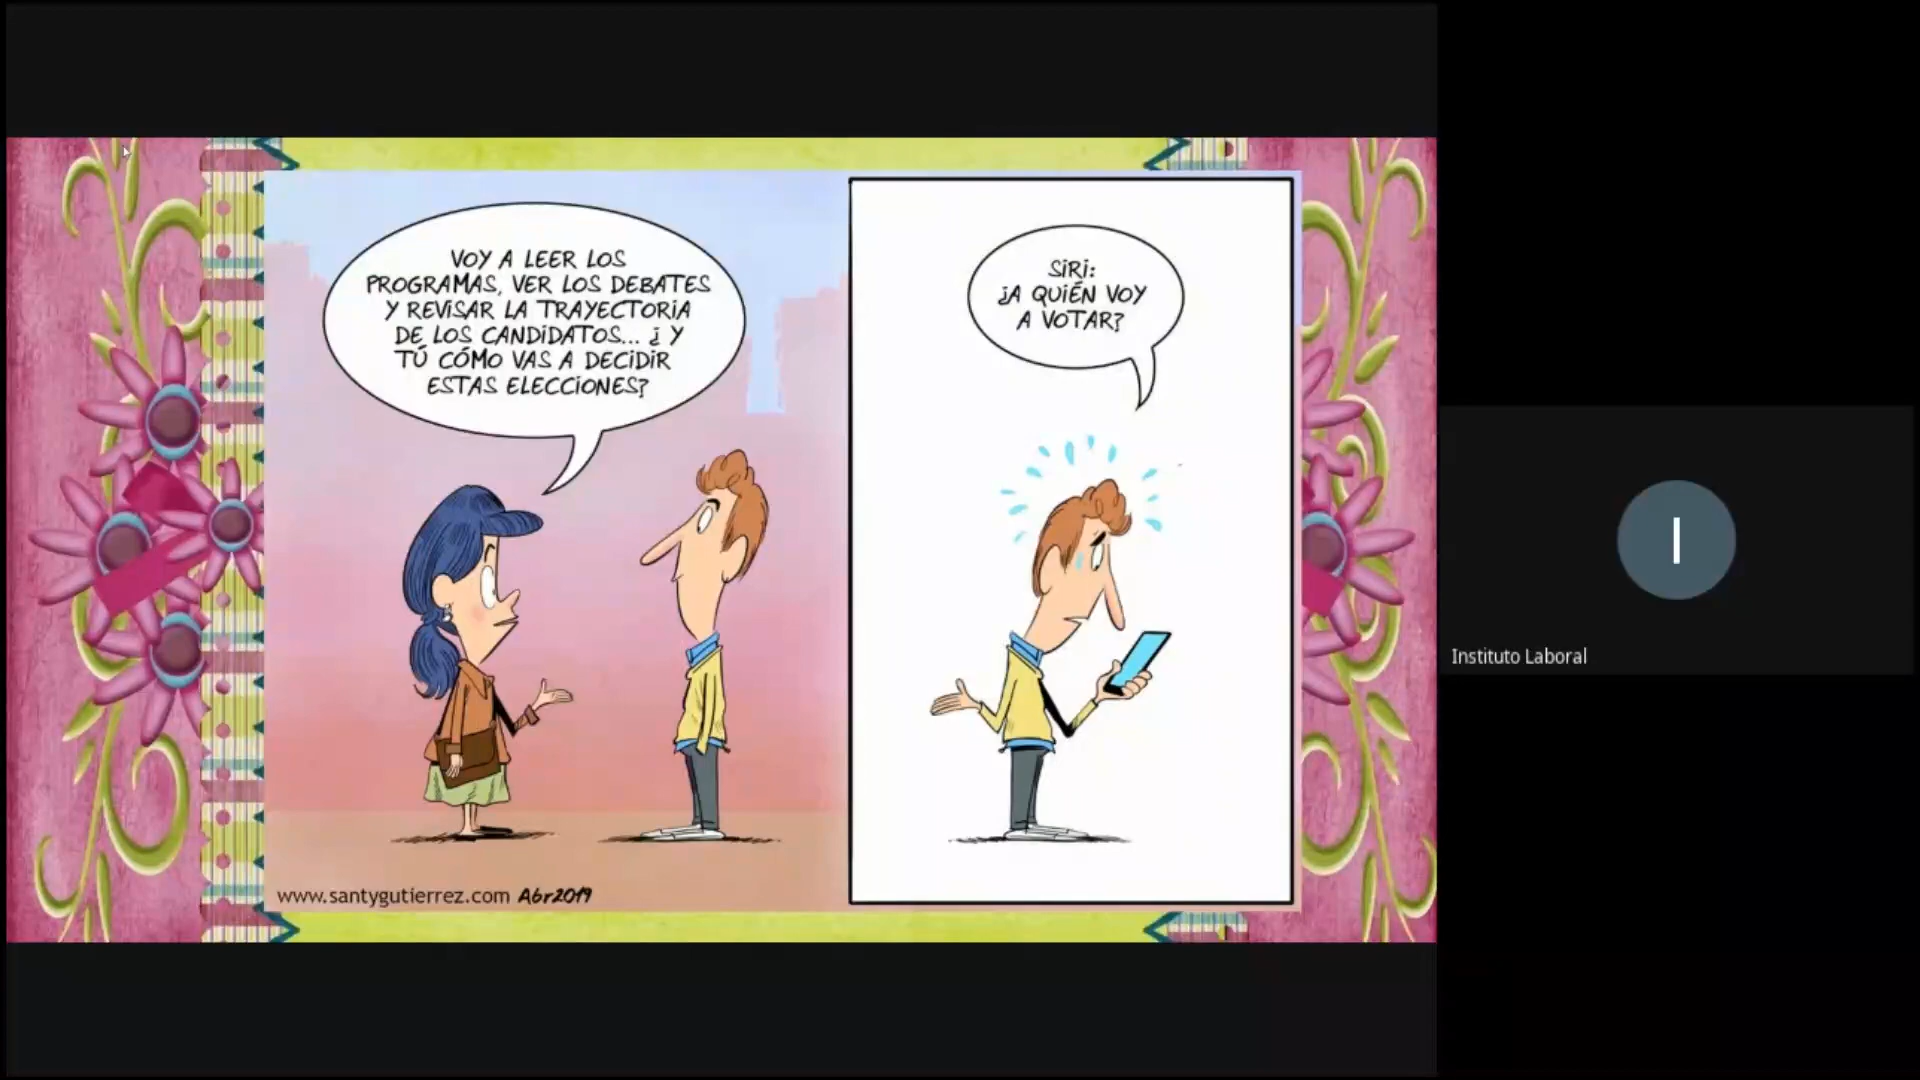 VOY A LEER LOS
PROGRAMAS, VER LOS DEBATES
Y REVISAR LA TRAYECTORIA
DE LOS CANDIDATOS... ¿ Y
TÚ CÓMO VAS A DECIDIR
ESTAS ELECCIONES?
SIRI:
¿A QUIÉN VOY
A VOTAR?
www.santygutierrez.com Abr2019
I
Instituto Laboral